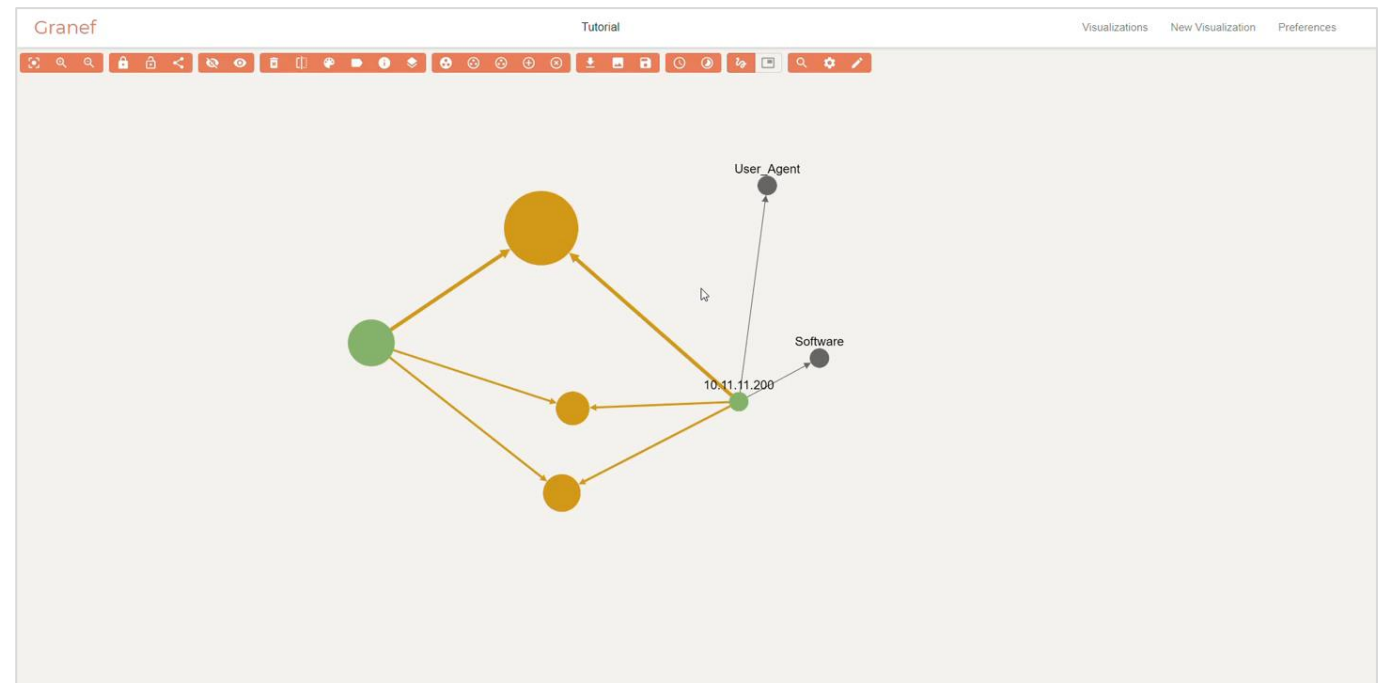 Granef
Tutorial
Visualizations
New Visualization
Preferences
User_Agent
Software
10.11.11.200